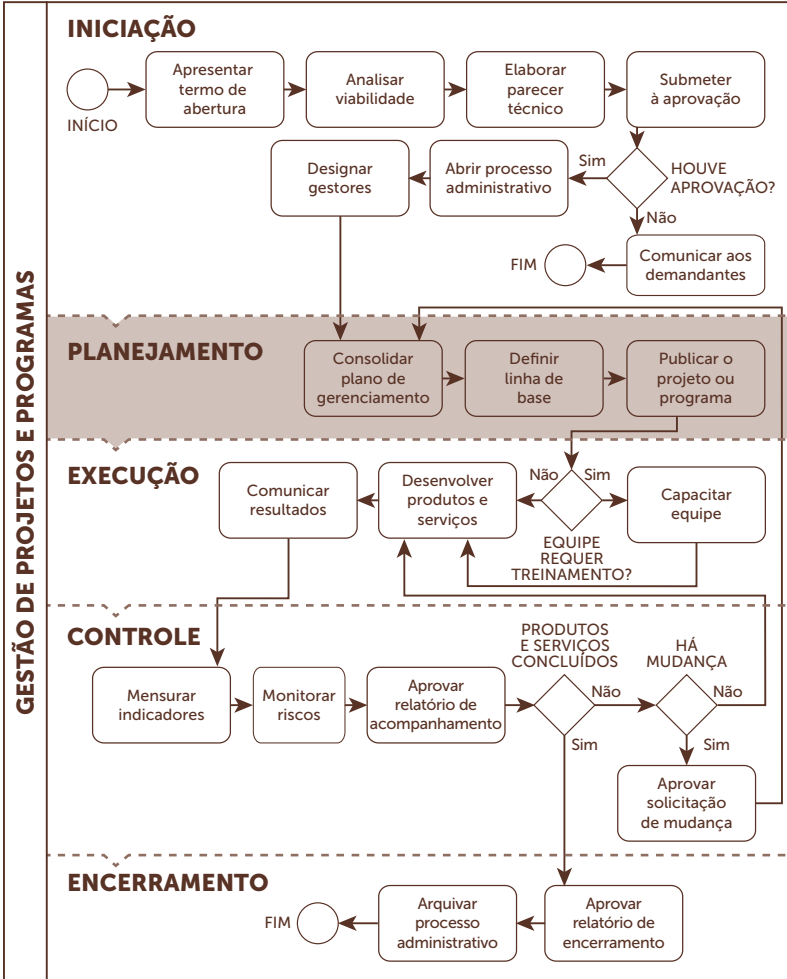 GESTÃO DE PROJETOS E PROGRAMAS
INICIAÇÃO
INÍCIO
Apresentar
termo de
abertura
Analisar
viabilidade
Elaborar
parecer
técnico
Submeter
à aprovação
HOUVE
APROVAÇÃO?
Sim
Abrir processo
administrativo
Designar
gestores
Não
Comunicar aos
demandantes
FIM
PLANEJAMENTO
Consolidar
plano de
gerenciamento
Definir
linha de
base
Publicar o
projeto ou
programa
EXECUÇÃO
Comunicar
resultados
Desenvolver
produtos e
serviços
Não
Sim
Capacitar
equipe
EQUIPE
REQUER
TREINAMENTO?
CONTROLE
Mensurar
indicadores
Monitorar
riscos
Aprovar
relatório de
acompanhamento
PRODUTOS
E SERVIÇOS
CONCLUÍDOS
Não
Sim
HÁ
MUDANÇA
Não
Sim
Aprovar
solicitação
de mudança
ENCERRAMENTO
FIM
Arquivar
processo
administrativo
Aprovar
relatório de
encerramento